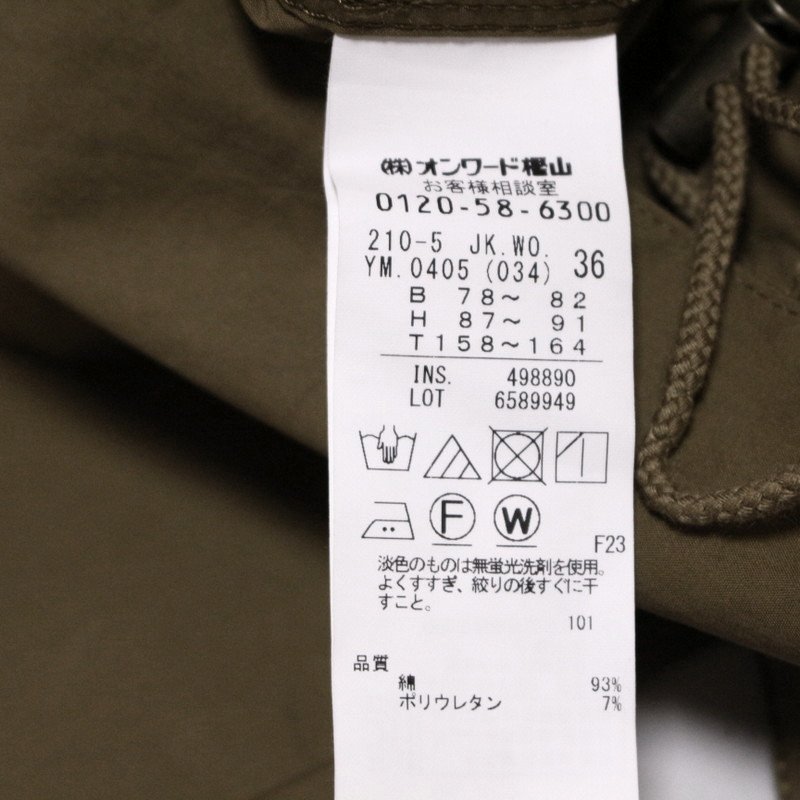 ㈱オンワード樫山
お客様相談室
0120-58-6300
210-5 JK.WO.
YM.0405 (034) 36
B 78～ 82
H 87～ 91
T158～164
INS. 498890
LOT 6589949
F W
F23
淡色のものは無蛍光洗剤を使用。
よくすすぎ、絞りの後すぐに干
すこと。
101
品質
綿 93%
ポリウレタン 7%